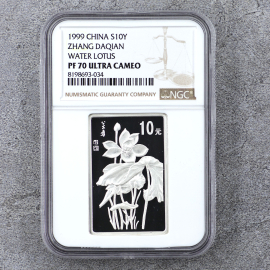 1999 CHINA S10Y
ZHANG DAQIAN
WATER LOTUS
PF 70 ULTRA CAMEO
8198693-034
NUMISMATIC GUARANTY COMPANY
NGC
10元